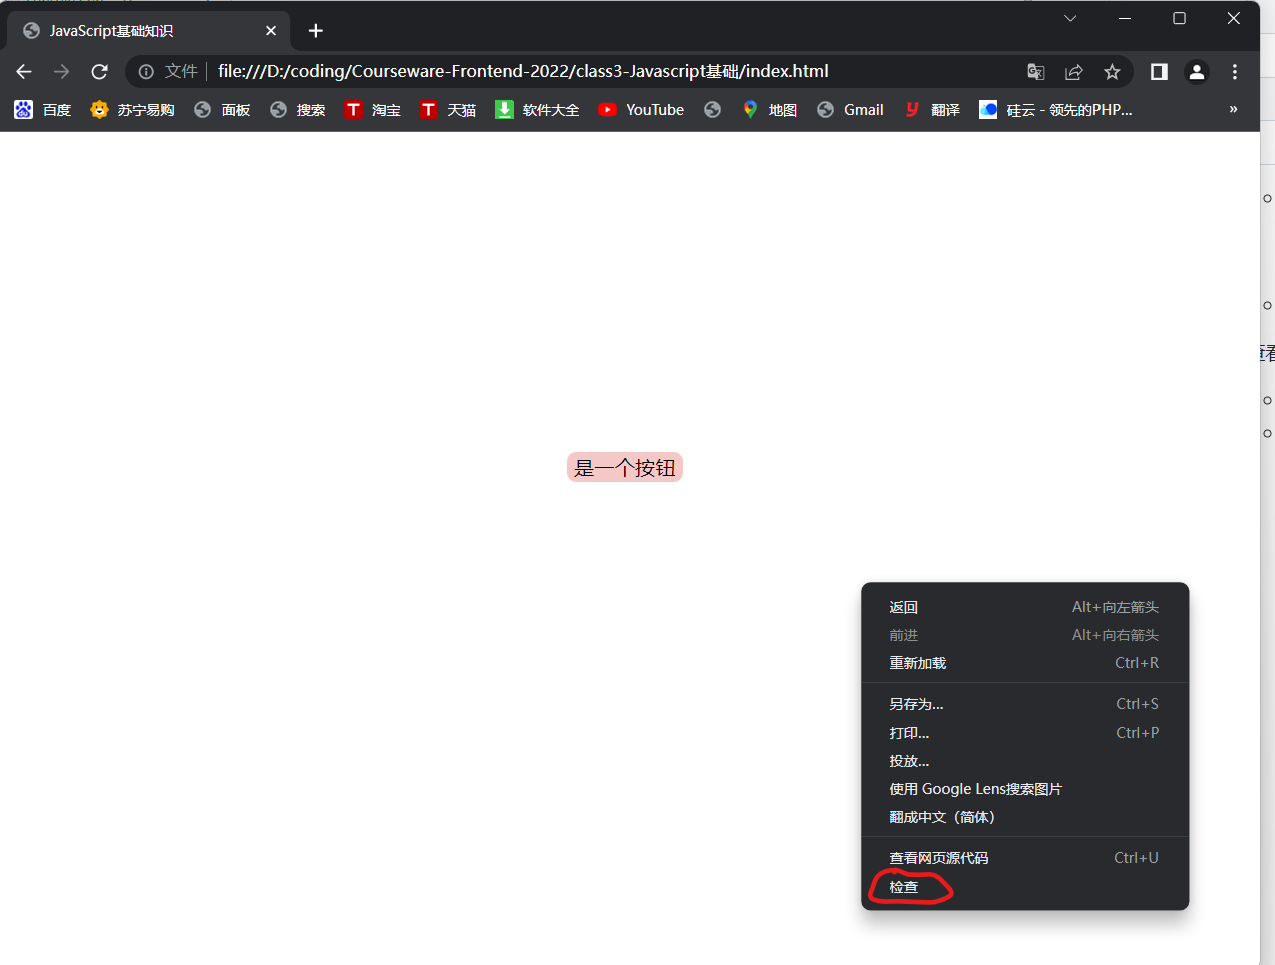 JavaScript基础知识
文件 file:///D:/coding/Courseware-Frontend-2022/class3-Javascript基础/index.html
百度 苏宁易购 面板 搜索 淘宝 天猫 软件大全 YouTube 地图 Gmail 翻译 硅云 - 领先的PHP... »
是一个按钮
返回 Alt+向左箭头
前进 Alt+向右箭头
重新加载 Ctrl+R
另存为... Ctrl+S
打印... Ctrl+P
投放...
使用 Google Lens搜索图片
翻成中文（简体）
查看网页源代码 Ctrl+U
检查